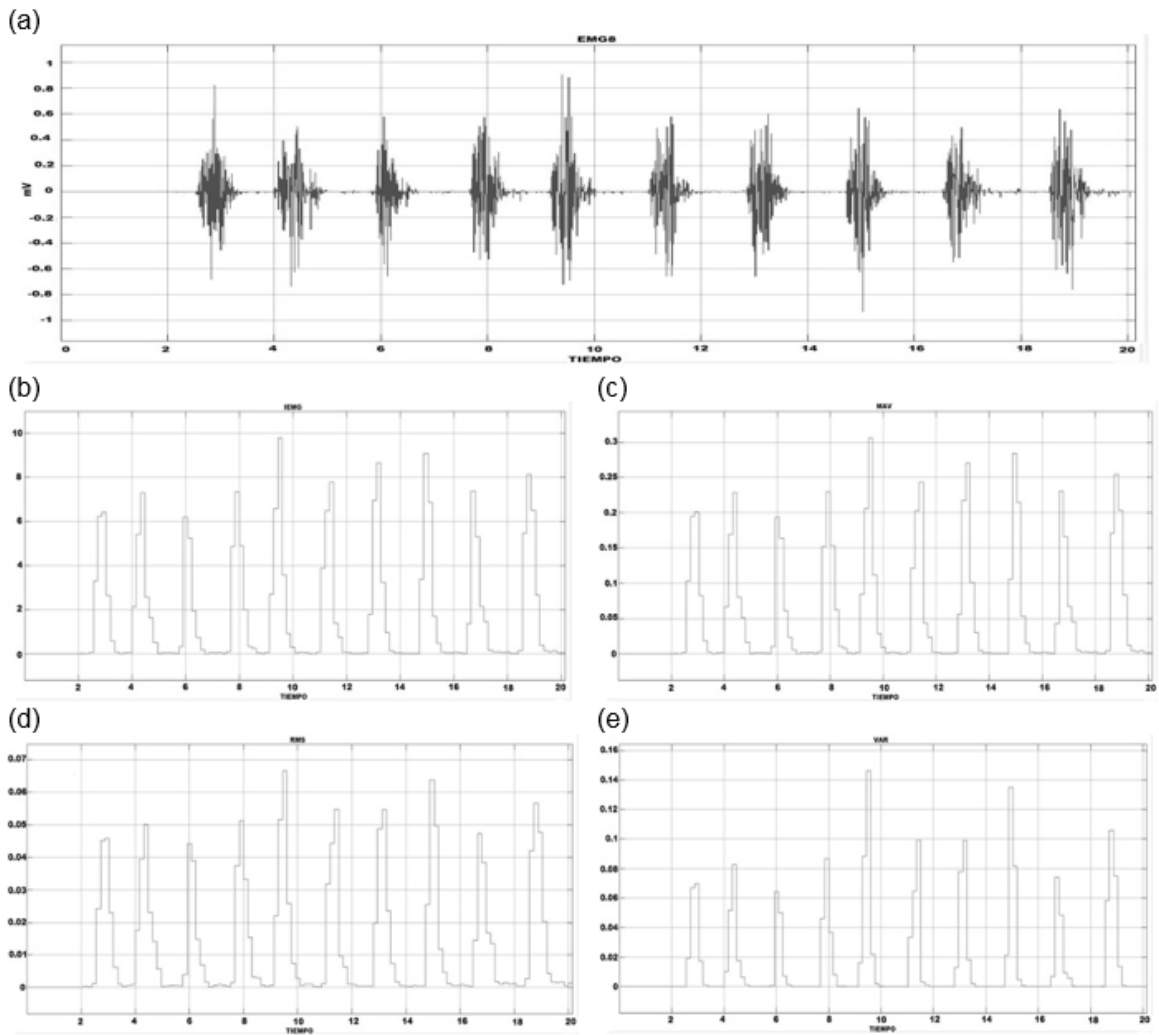 (a)
EMG8
1
0.8
0.6
0.4
0.2
0
-0.2
-0.4
-0.6
-0.8
-1
mV
0 2 4 6 8 10 12 14 16 18 20
TIEMPO
(b)
IEMG
10
8
6
4
2
0
2 4 6 8 10 12 14 16 18 20
TIEMPO
(c)
MAV
0.3
0.25
0.2
0.15
0.1
0.05
0
2 4 6 8 10 12 14 16 18 20
TIEMPO
(d)
RMS
0.07
0.06
0.05
0.04
0.03
0.02
0.01
0
2 4 6 8 10 12 14 16 18 20
TIEMPO
(e)
VAR
0.16
0.14
0.12
0.1
0.08
0.06
0.04
0.02
0
2 4 6 8 10 12 14 16 18 20
TIEMPO